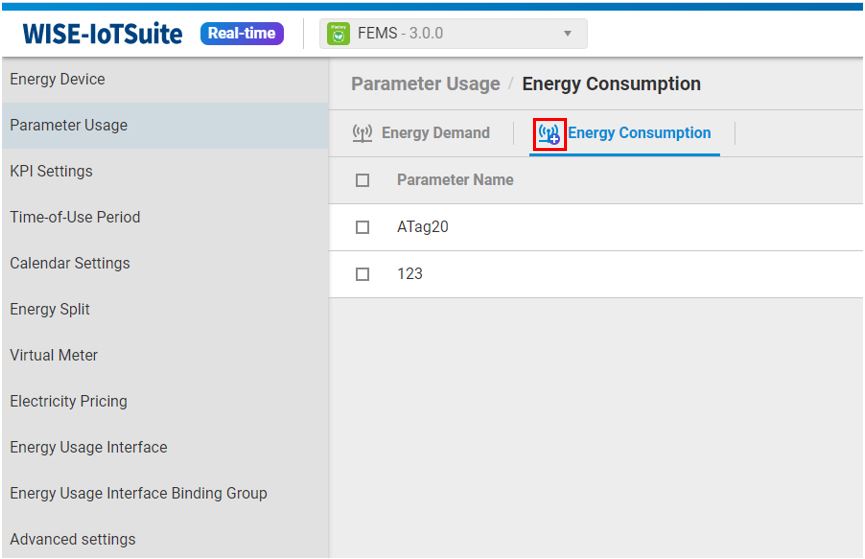 WISE-IoTSuite Real-time FEMS - 3.0.0
Energy Device
Parameter Usage
KPI Settings
Time-of-Use Period
Calendar Settings
Energy Split
Virtual Meter
Electricity Pricing
Energy Usage Interface
Energy Usage Interface Binding Group
Advanced settings
Parameter Usage / Energy Consumption
Energy Demand Energy Consumption
Parameter Name
ATag20
123